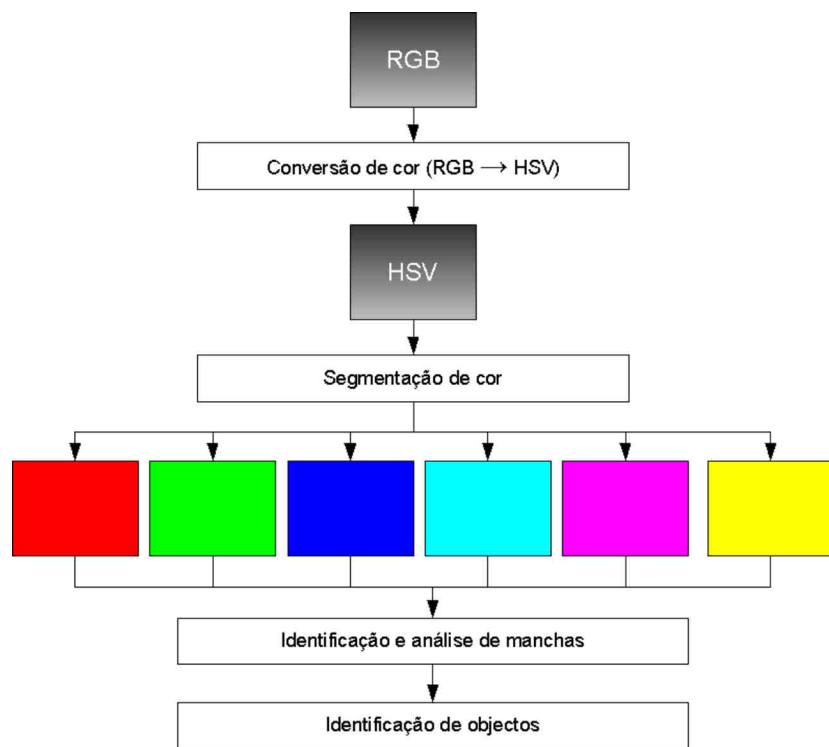 RGB
Conversão de cor (RGB → HSV)
HSV
Segmentação de cor
Identificação e análise de manchas
Identificação de objectos